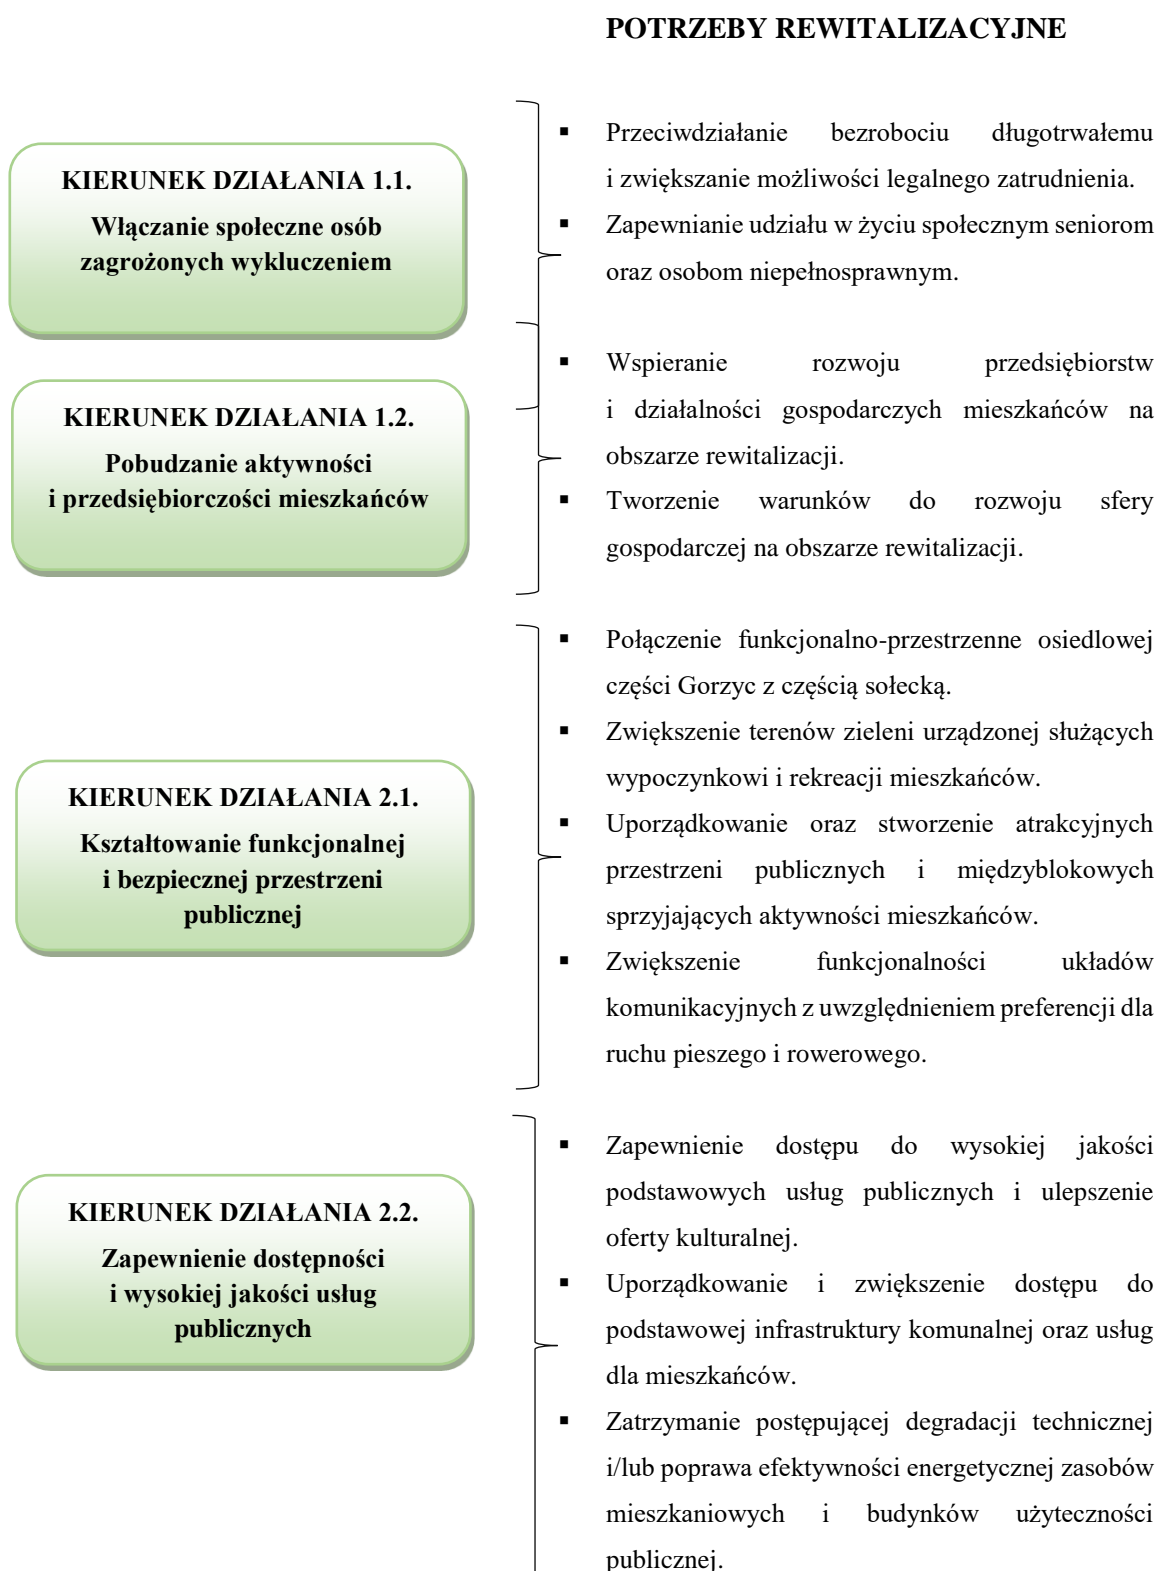 POTRZEBY REWITALIZACYJNE
KIERUNEK DZIAŁANIA 1.1.
Włączanie społeczne osób
zagrożonych wykluczeniem
▪ Przeciwdziałanie bezrobociu długotrwałemu
i zwiększanie możliwości legalnego zatrudnienia.
▪ Zapewnianie udziału w życiu społecznym seniorom
oraz osobom niepełnosprawnym.
KIERUNEK DZIAŁANIA 1.2.
Pobudzanie aktywności
i przedsiębiorczości mieszkańców
▪ Wspieranie rozwoju przedsiębiorstw
i działalności gospodarczych mieszkańców na
obszarze rewitalizacji.
▪ Tworzenie warunków do rozwoju sfery
gospodarczej na obszarze rewitalizacji.
KIERUNEK DZIAŁANIA 2.1.
Kształtowanie funkcjonalnej
i bezpiecznej przestrzeni
publicznej
▪ Połączenie funkcjonalno-przestrzenne osiedlowej
części Gorzyc z częścią sołecką.
▪ Zwiększenie terenów zieleni urządzonej służących
wypoczynkowi i rekreacji mieszkańców.
▪ Uporządkowanie oraz stworzenie atrakcyjnych
przestrzeni publicznych i międzyblokowych
sprzyjających aktywności mieszkańców.
▪ Zwiększenie funkcjonalności układów
komunikacyjnych z uwzględnieniem preferencji dla
ruchu pieszego i rowerowego.
KIERUNEK DZIAŁANIA 2.2.
Zapewnienie dostępności
i wysokiej jakości usług
publicznych
▪ Zapewnienie dostępu do wysokiej jakości
podstawowych usług publicznych i ulepszenie
oferty kulturalnej.
▪ Uporządkowanie i zwiększenie dostępu do
podstawowej infrastruktury komunalnej oraz usług
dla mieszkańców.
▪ Zatrzymanie postępującej degradacji technicznej
i/lub poprawa efektywności energetycznej zasobów
mieszkaniowych i budynków użyteczności
publicznej.